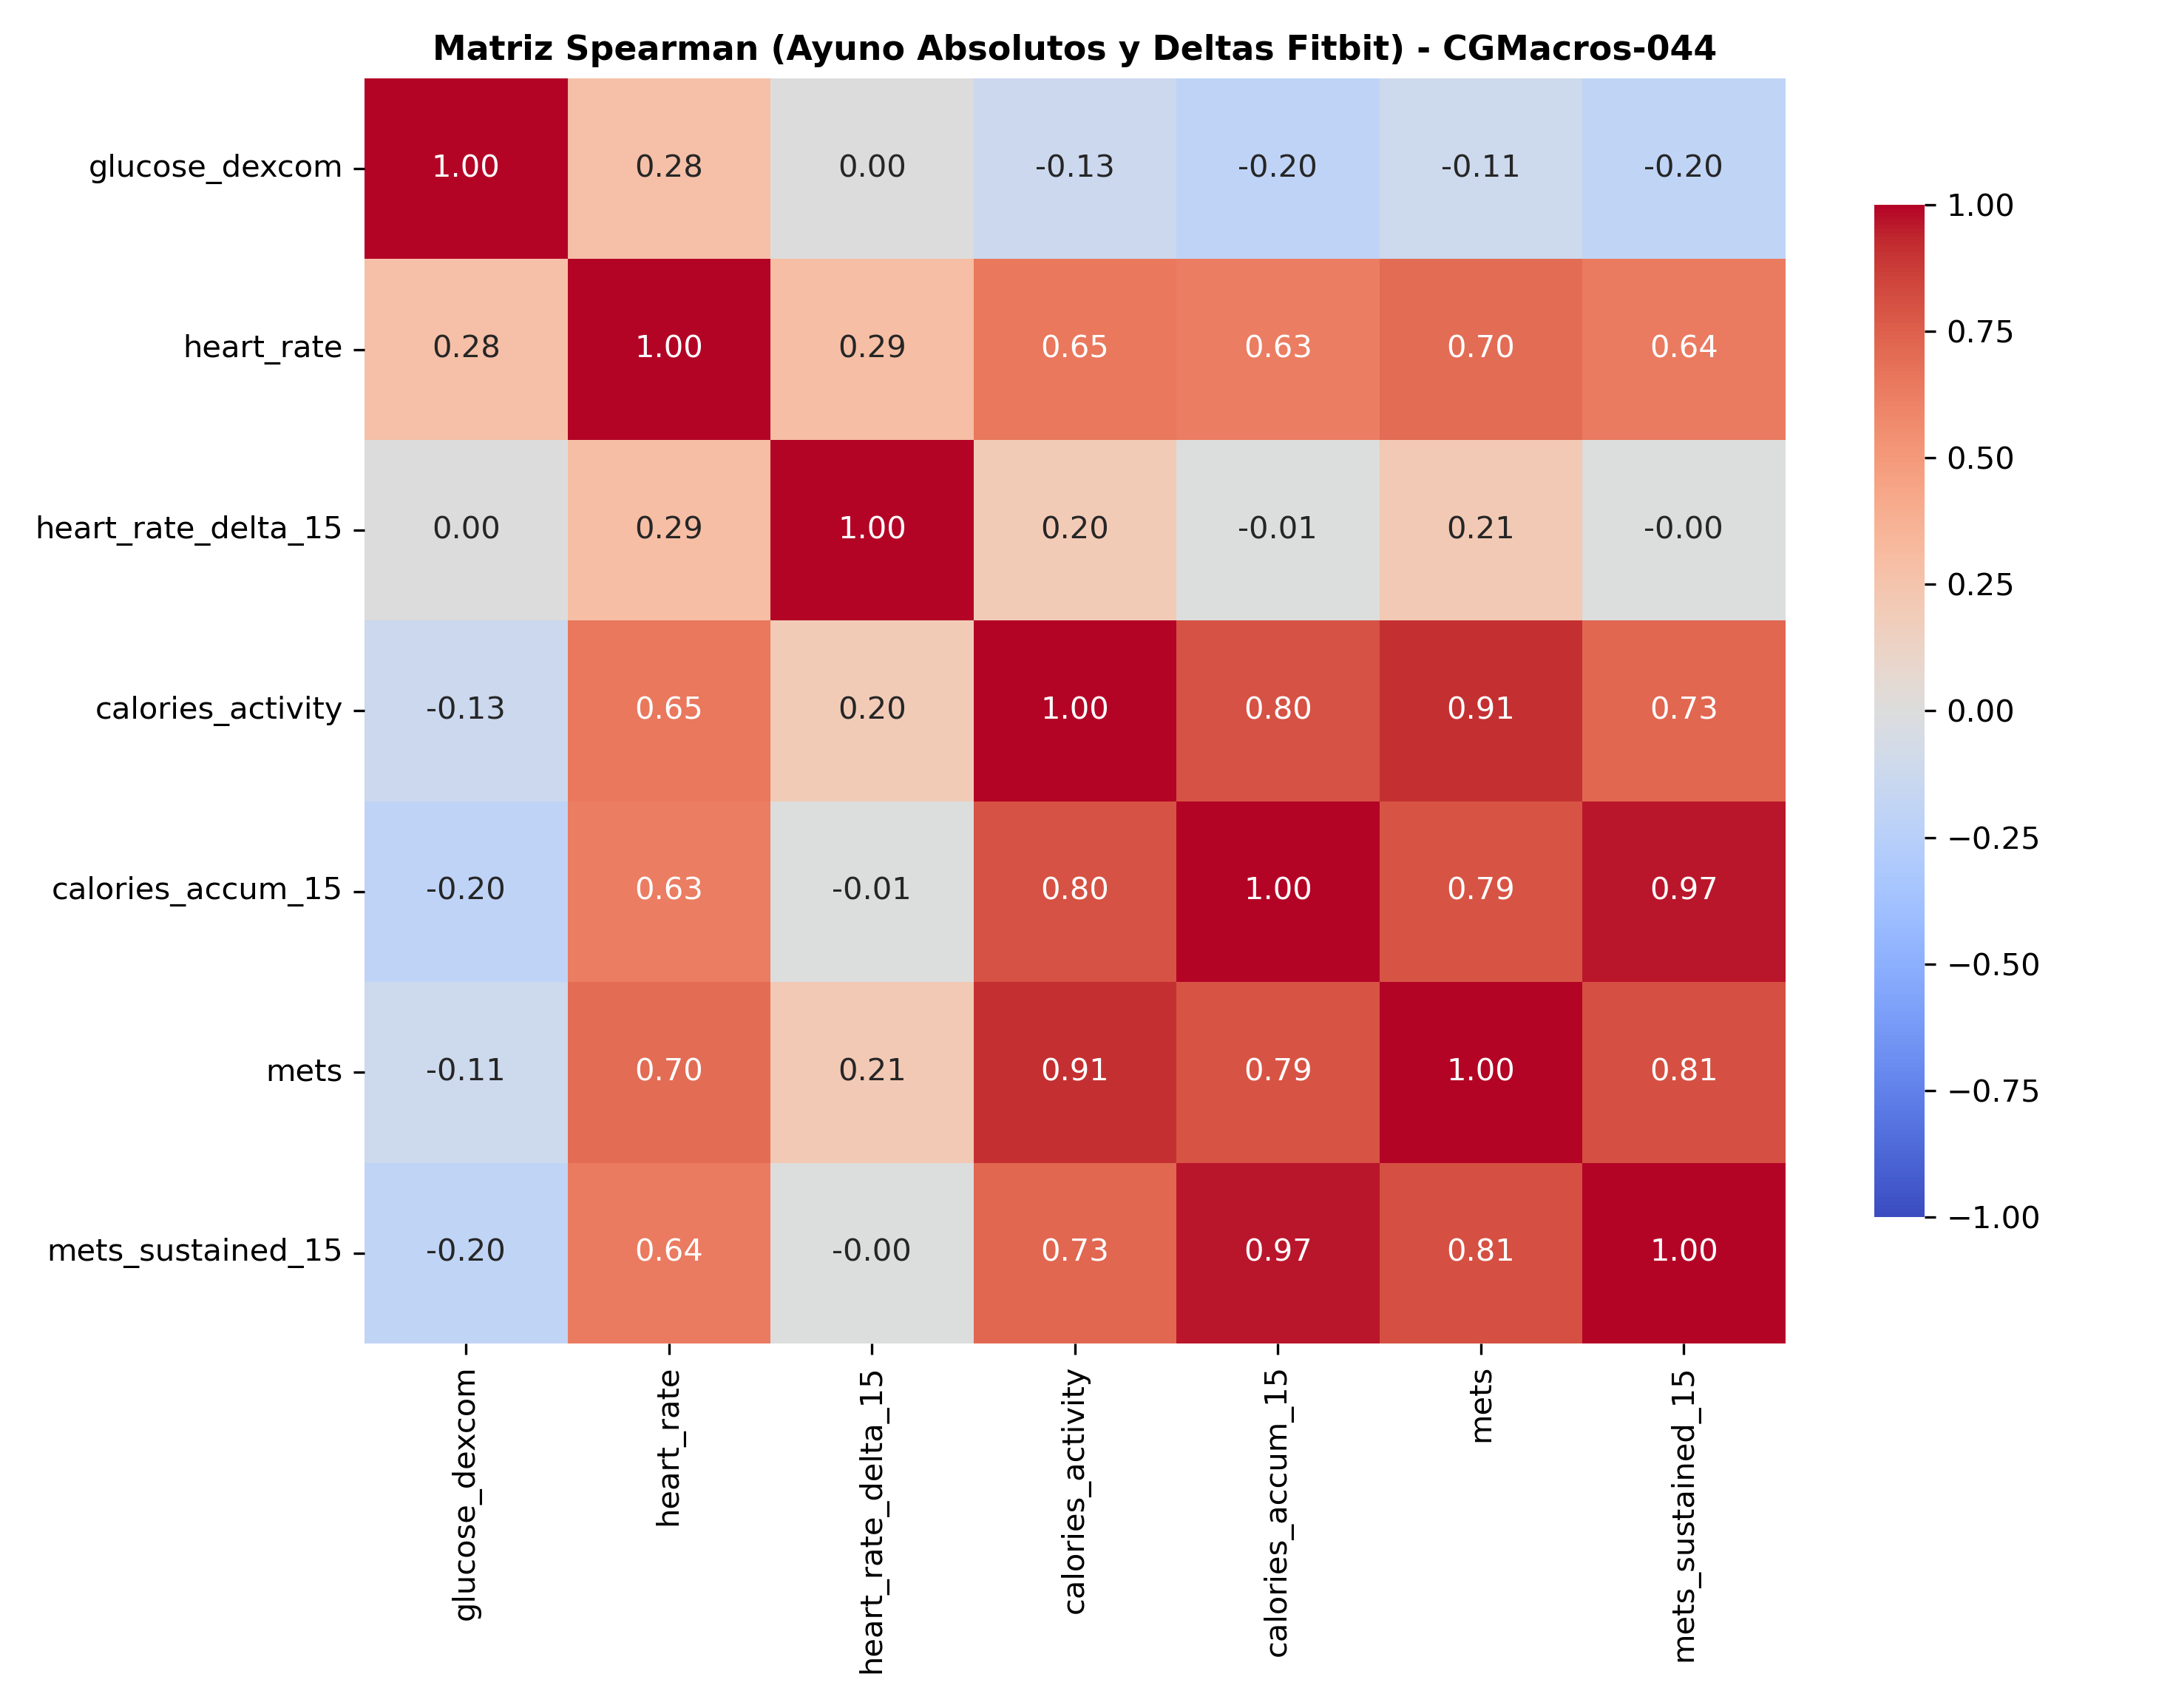 Matriz Spearman (Ayuno Absolutos y Deltas Fitbit) - CGMacros-044
glucose_dexcom 1.00 0.28 0.00 -0.13 -0.20 -0.11 -0.20
heart_rate 0.28 1.00 0.29 0.65 0.63 0.70 0.64
heart_rate_delta_15 0.00 0.29 1.00 0.20 -0.01 0.21 -0.00
calories_activity -0.13 0.65 0.20 1.00 0.80 0.91 0.73
calories_accum_15 -0.20 0.63 -0.01 0.80 1.00 0.79 0.97
mets -0.11 0.70 0.21 0.91 0.79 1.00 0.81
mets_sustained_15 -0.20 0.64 -0.00 0.73 0.97 0.81 1.00
glucose_dexcom
heart_rate
heart_rate_delta_15
calories_activity
calories_accum_15
mets
mets_sustained_15
1.00
0.75
0.50
0.25
0.00
−0.25
−0.50
−0.75
−1.00